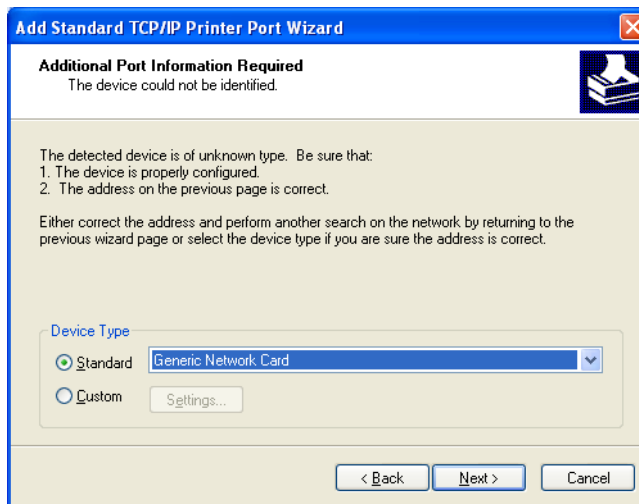 Add Standard TCP/IP Printer Port Wizard
Additional Port Information Required
The device could not be identified.
The detected device is of unknown type.  Be sure that:
1. The device is properly configured.
2.  The address on the previous page is correct.
Either correct the address and perform another search on the network by returning to the
previous wizard page or select the device type if you are sure the address is correct.
Device Type
Standard
Generic Network Card
Custom
Settings...
< Back
Next >
Cancel